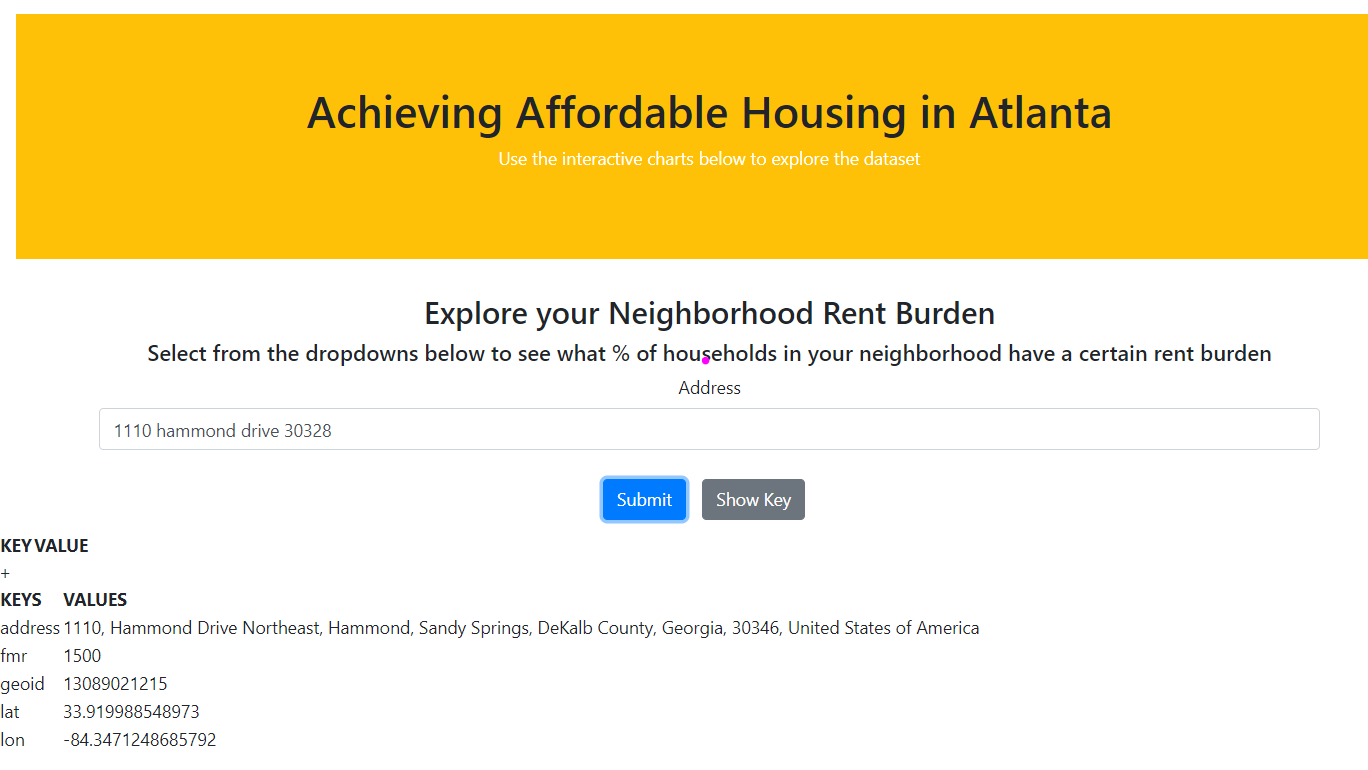 Achieving Affordable Housing in Atlanta
Use the interactive charts below to explore the dataset
Explore your Neighborhood Rent Burden
Select from the dropdowns below to see what % of households in your neighborhood have a certain rent burden
Address
1110 hammond drive 30328
Submit Show Key
KEY VALUE
+
KEYS VALUES
address 1110, Hammond Drive Northeast, Hammond, Sandy Springs, DeKalb County, Georgia, 30346, United States of America
fmr 1500
geoid 13089021215
lat 33.919988548973
lon -84.3471248685792